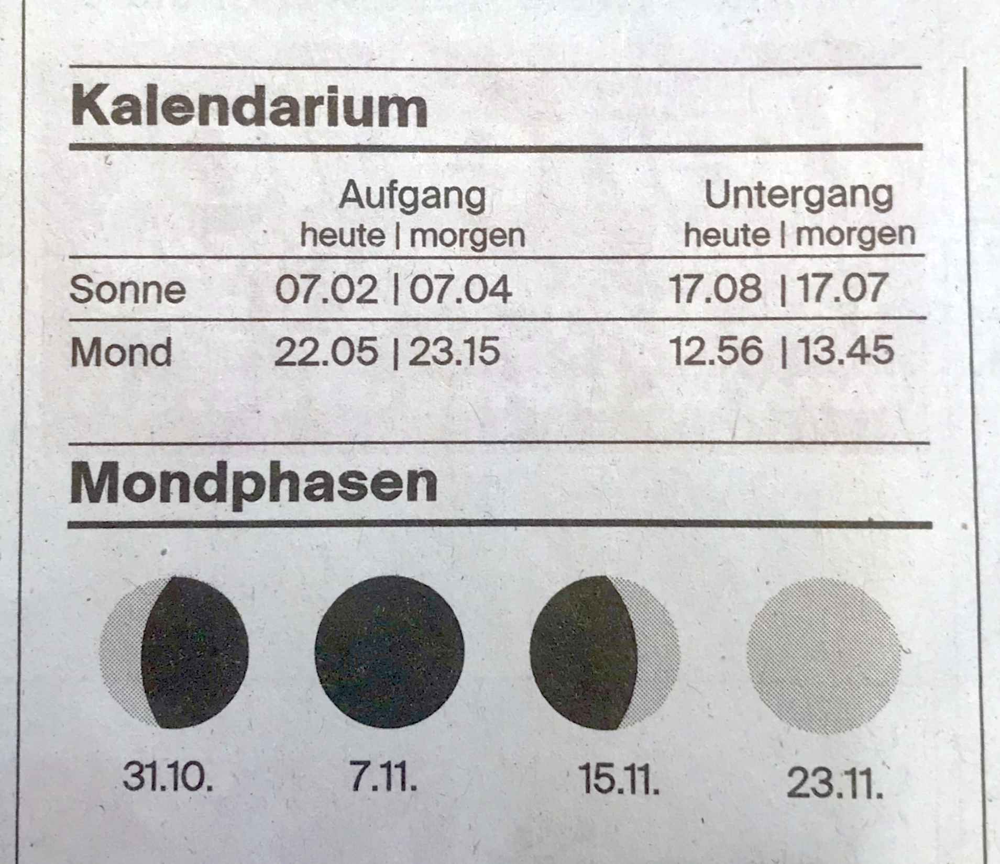 Kalendarium
Aufgang Untergang
heute | morgen heute | morgen
Sonne 07.02 | 07.04 17.08 | 17.07
Mond 22.05 | 23.15 12.56 | 13.45
Mondphasen
31.10. 7.11. 15.11. 23.11.